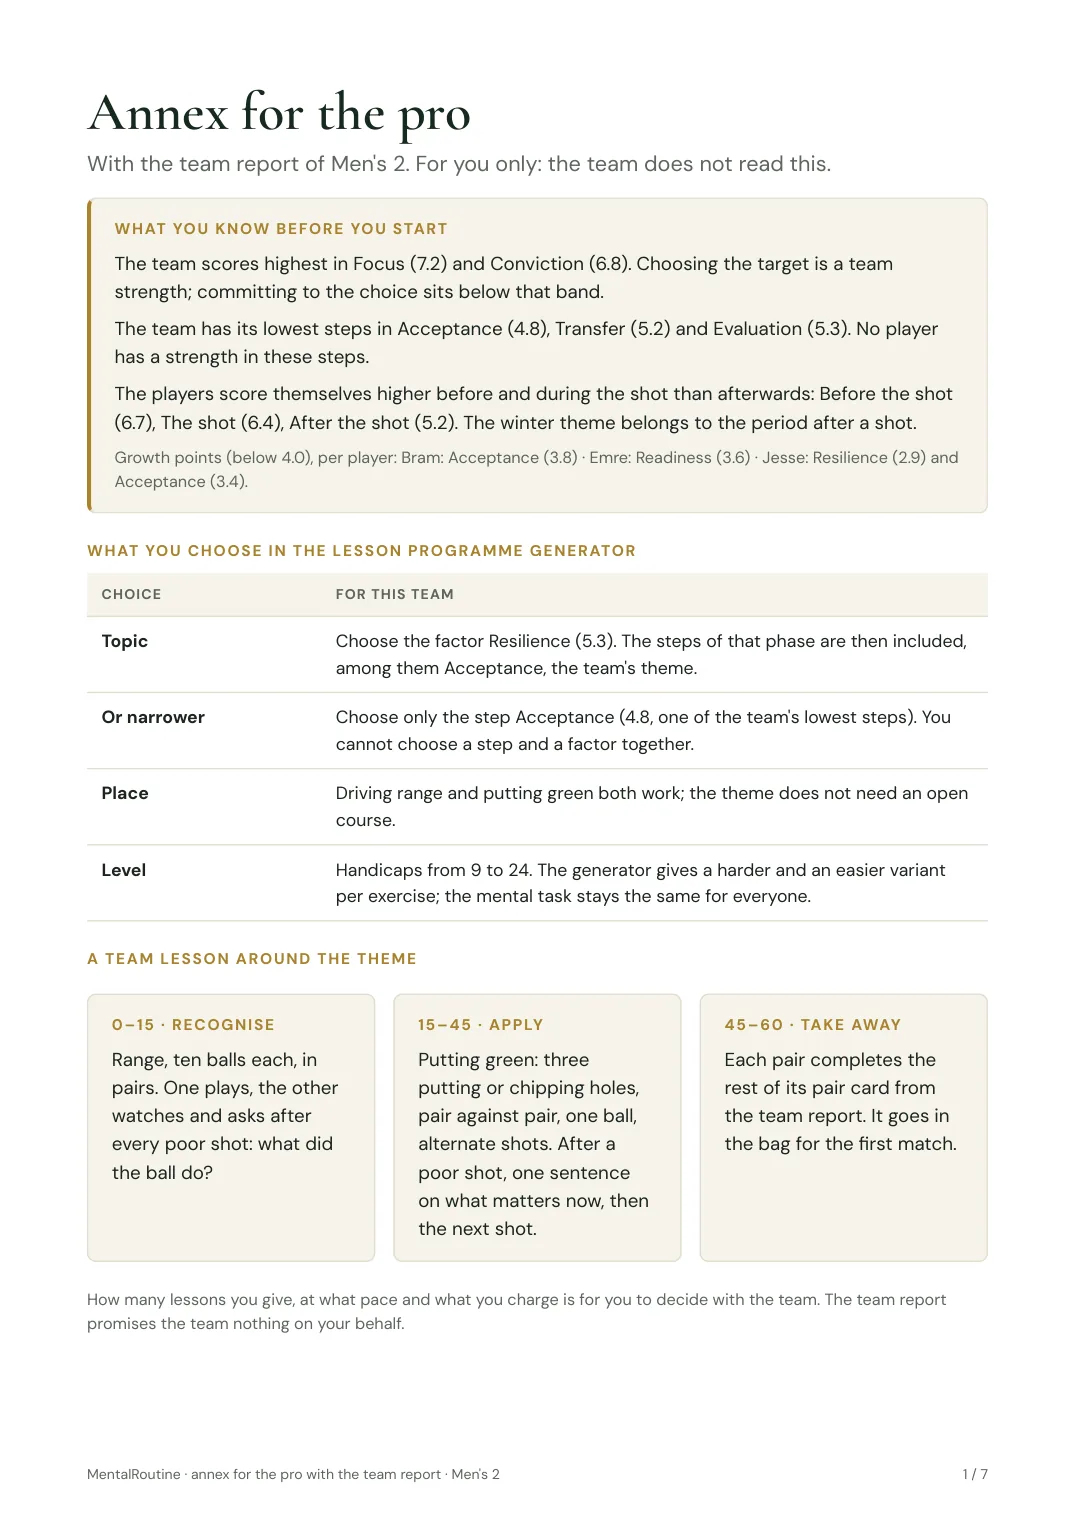 Annex for the pro
With the team report of Men's 2. For you only: the team does not read this.
WHAT YOU KNOW BEFORE YOU START
The team scores highest in Focus (7.2) and Conviction (6.8). Choosing the target is a team
strength; committing to the choice sits below that band.
The team has its lowest steps in Acceptance (4.8), Transfer (5.2) and Evaluation (5.3). No player
has a strength in these steps.
The players score themselves higher before and during the shot than afterwards: Before the shot
(6.7), The shot (6.4), After the shot (5.2). The winter theme belongs to the period after a shot.
Growth points (below 4.0), per player: Bram: Acceptance (3.8) · Emre: Readiness (3.6) · Jesse: Resilience (2.9) and
Acceptance (3.4).
WHAT YOU CHOOSE IN THE LESSON PROGRAMME GENERATOR
CHOICE
FOR THIS TEAM
Topic
Choose the factor Resilience (5.3). The steps of that phase are then included,
among them Acceptance, the team's theme.
Or narrower
Choose only the step Acceptance (4.8, one of the team's lowest steps). You
cannot choose a step and a factor together.
Place
Driving range and putting green both work; the theme does not need an open
course.
Level
Handicaps from 9 to 24. The generator gives a harder and an easier variant
per exercise; the mental task stays the same for everyone.
A TEAM LESSON AROUND THE THEME
0–15 · RECOGNISE
Range, ten balls each, in
pairs. One plays, the other
watches and asks after
every poor shot: what did
the ball do?
15–45 · APPLY
Putting green: three
putting or chipping holes,
pair against pair, one ball,
alternate shots. After a
poor shot, one sentence
on what matters now, then
the next shot.
45–60 · TAKE AWAY
Each pair completes the
rest of its pair card from
the team report. It goes in
the bag for the first match.
How many lessons you give, at what pace and what you charge is for you to decide with the team. The team report
promises the team nothing on your behalf.
MentalRoutine · annex for the pro with the team report · Men's 2
1 / 7